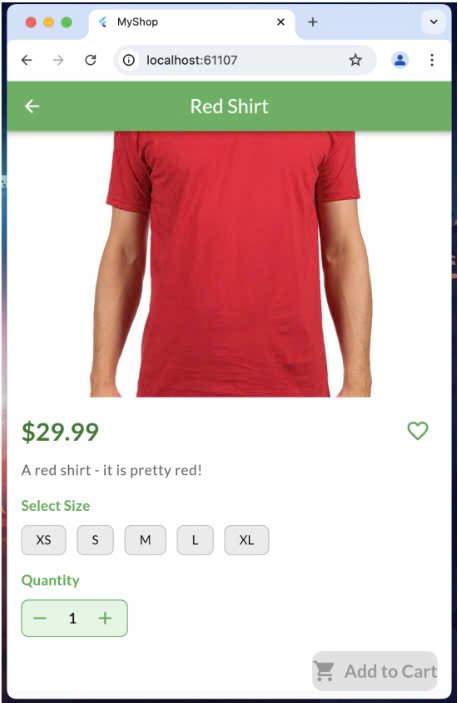 MyShop
localhost:61107
Red Shirt
$29.99
A red shirt - it is pretty red!
Select Size
XS S M L XL
Quantity
1
Add to Cart